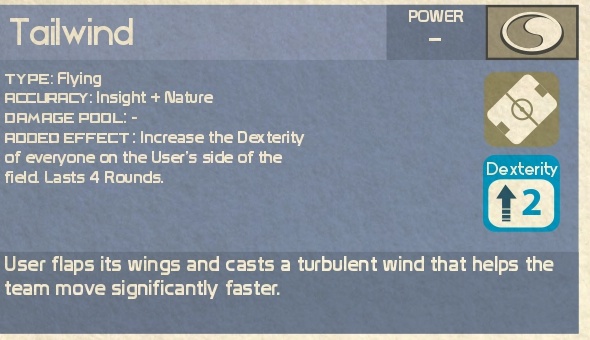 Tailwind
POWER
–
TYPE: Flying
ACCURACY: Insight + Nature
DAMAGE POOL: -
ADDED EFFECT: Increase the Dexterity
of everyone on the User's side of the
field. Lasts 4 Rounds.
Dexterity
2
User flaps its wings and casts a turbulent wind that helps the
team move significantly faster.